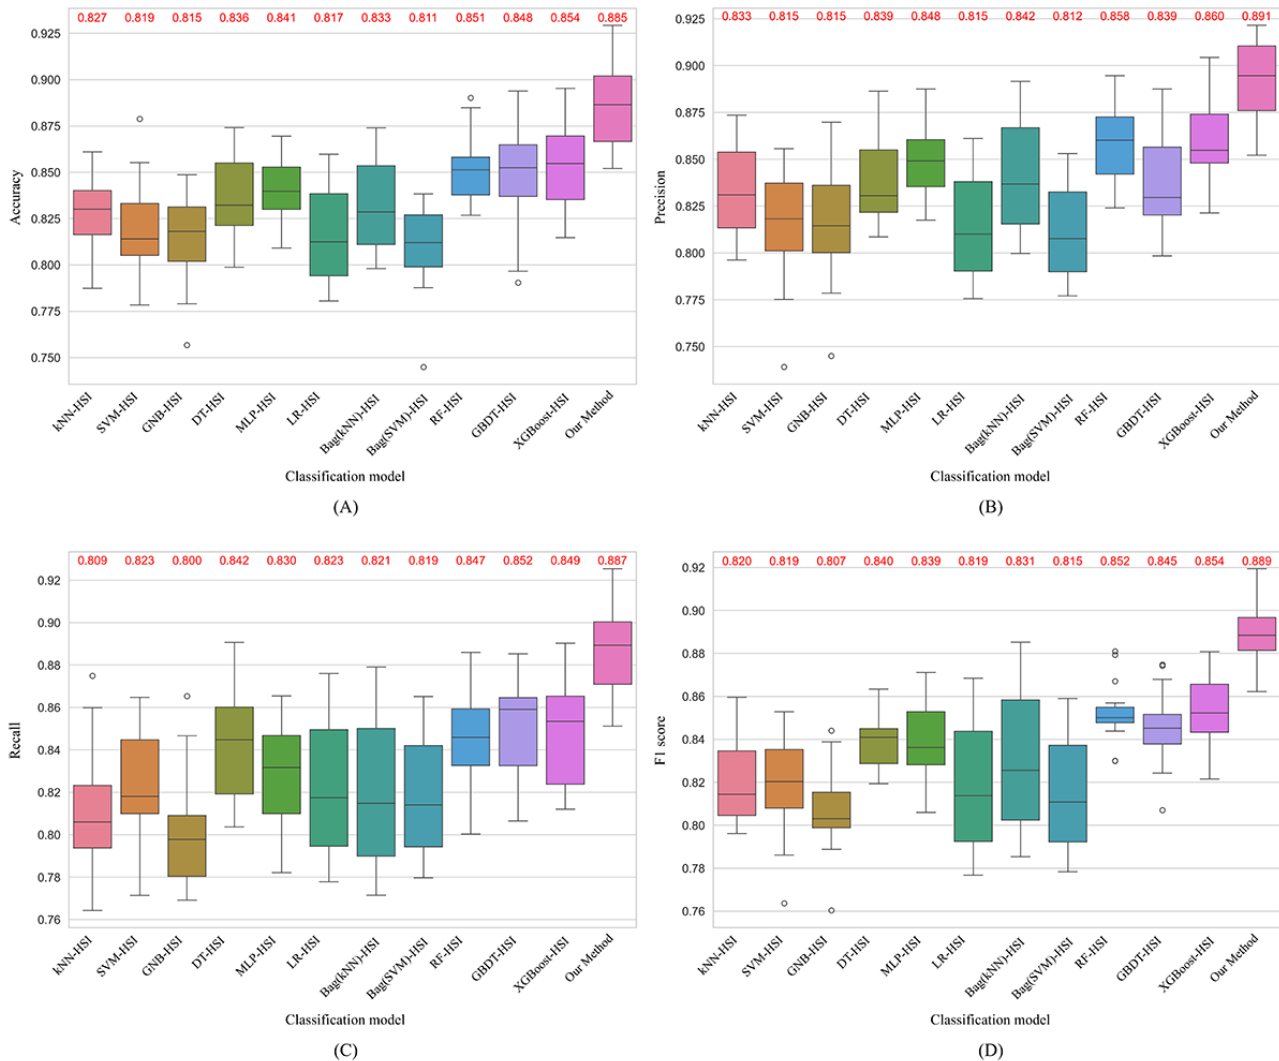 0.827 0.819 0.815 0.836 0.841 0.817 0.833 0.811 0.851 0.848 0.854 0.885
0.925
0.900
0.875
0.850
0.825
0.800
0.775
0.750
Accuracy
kNN-HSI SVM-HSI GNB-HSI DT-HSI MLP-HSI LR-HSI Bag(kNN)-HSI Bag(SVM)-HSI RF-HSI GBDT-HSI XGBoost-HSI Our Method
Classification model
(A)
0.833 0.815 0.815 0.839 0.848 0.815 0.842 0.812 0.858 0.839 0.860 0.891
0.925
0.900
0.875
0.850
0.825
0.800
0.775
0.750
Precision
kNN-HSI SVM-HSI GNB-HSI DT-HSI MLP-HSI LR-HSI Bag(kNN)-HSI Bag(SVM)-HSI RF-HSI GBDT-HSI XGBoost-HSI Our Method
Classification model
(B)
0.809 0.823 0.800 0.842 0.830 0.823 0.821 0.819 0.847 0.852 0.849 0.887
0.92
0.90
0.88
0.86
0.84
0.82
0.80
0.78
0.76
Recall
kNN-HSI SVM-HSI GNB-HSI DT-HSI MLP-HSI LR-HSI Bag(kNN)-HSI Bag(SVM)-HSI RF-HSI GBDT-HSI XGBoost-HSI Our Method
Classification model
(C)
0.820 0.819 0.807 0.840 0.839 0.819 0.831 0.815 0.852 0.845 0.854 0.889
0.92
0.90
0.88
0.86
0.84
0.82
0.80
0.78
0.76
F1 score
kNN-HSI SVM-HSI GNB-HSI DT-HSI MLP-HSI LR-HSI Bag(kNN)-HSI Bag(SVM)-HSI RF-HSI GBDT-HSI XGBoost-HSI Our Method
Classification model
(D)